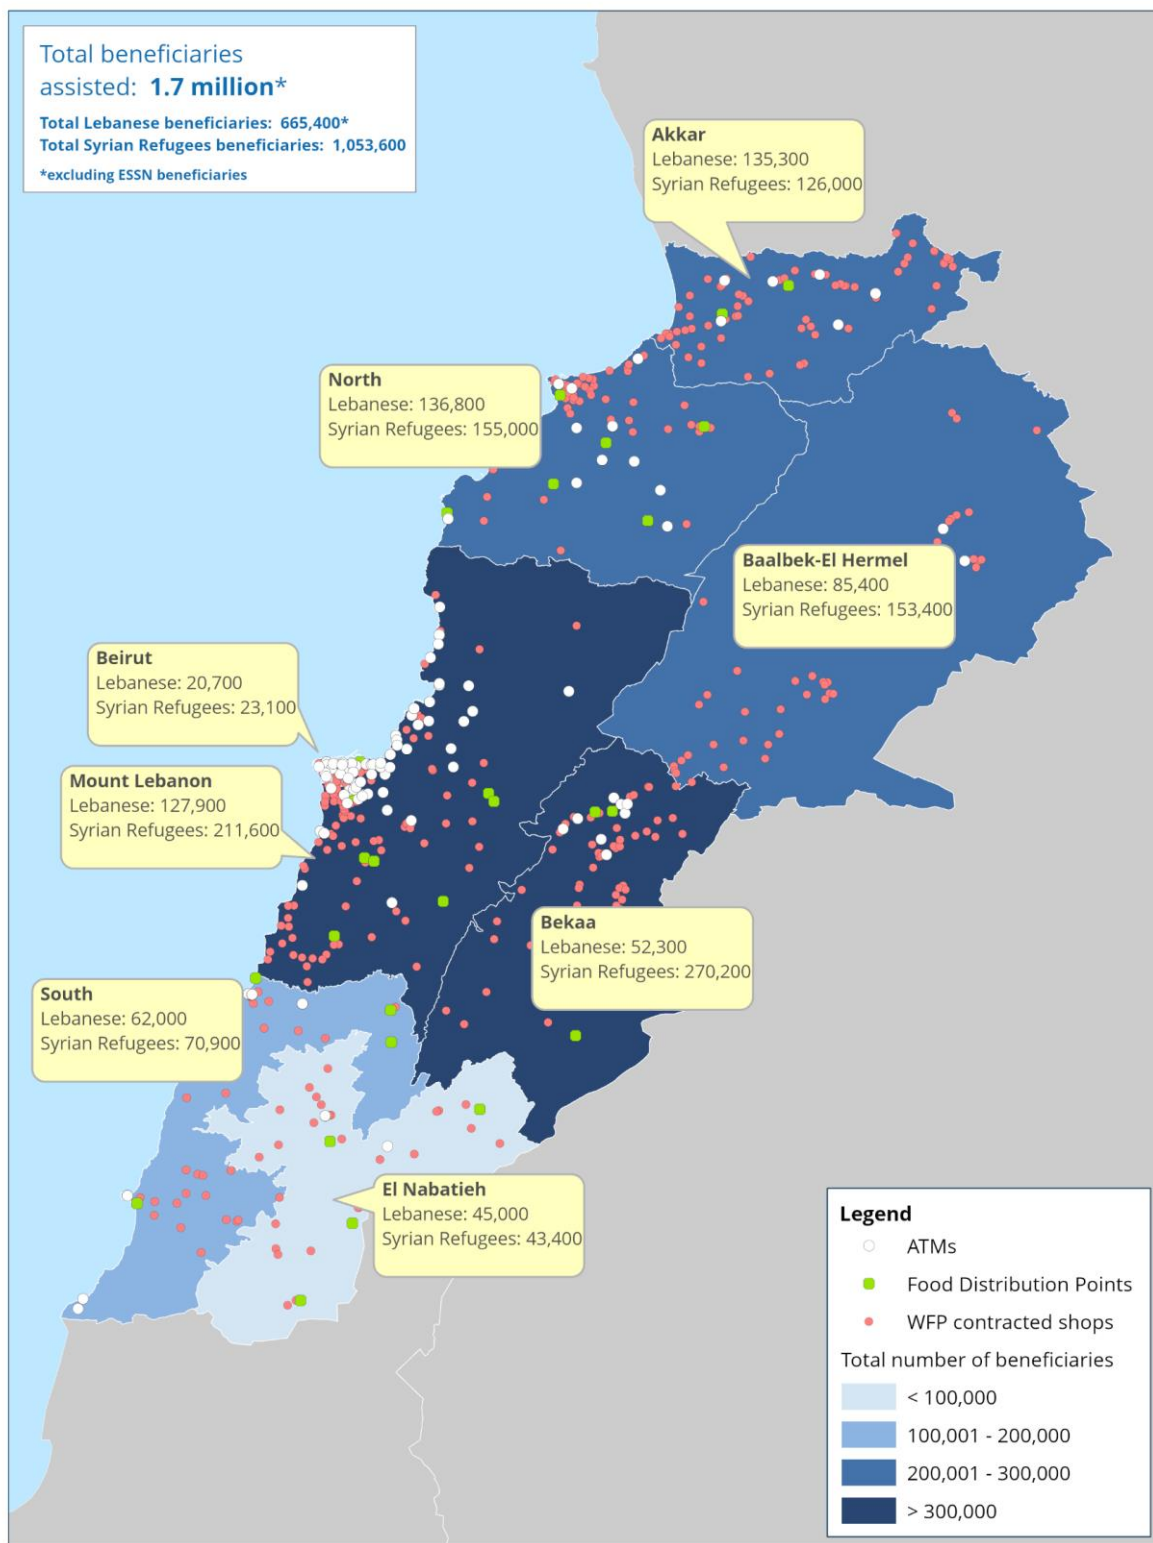 Total beneficiaries
assisted: 1.7 million*
Total Lebanese beneficiaries: 665,400*
Total Syrian Refugees beneficiaries: 1,053,600
*excluding ESSN beneficiaries
Akkar
Lebanese: 135,300
Syrian Refugees: 126,000
North
Lebanese: 136,800
Syrian Refugees: 155,000
Baalbek-El Hermel
Lebanese: 85,400
Syrian Refugees: 153,400
Beirut
Lebanese: 20,700
Syrian Refugees: 23,100
Mount Lebanon
Lebanese: 127,900
Syrian Refugees: 211,600
Bekaa
Lebanese: 52,300
Syrian Refugees: 270,200
South
Lebanese: 62,000
Syrian Refugees: 70,900
El Nabatieh
Lebanese: 45,000
Syrian Refugees: 43,400
Legend
ATMs
Food Distribution Points
WFP contracted shops
Total number of beneficiaries
< 100,000
100,001 - 200,000
200,001 - 300,000
> 300,000